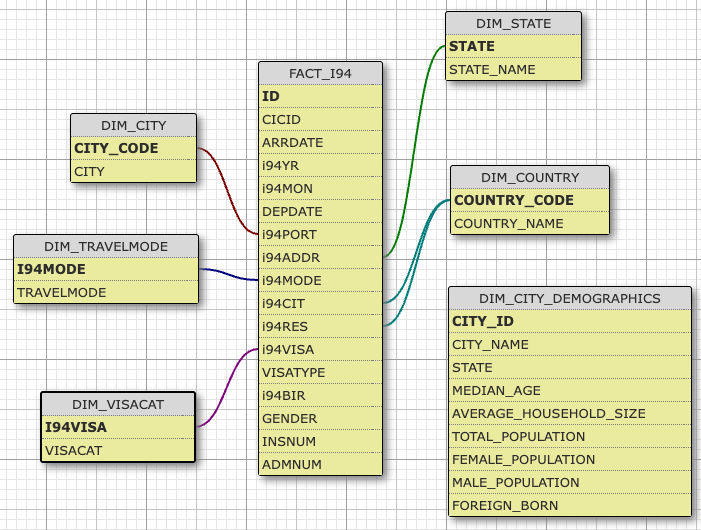 DIM_STATE
STATE
STATE_NAME
FACT_I94
ID
CICID
ARRDATE
i94YR
i94MON
DEPDATE
i94PORT
i94ADDR
i94MODE
i94CIT
i94RES
i94VISA
VISATYPE
i94BIR
GENDER
INSNUM
ADMNUM
DIM_CITY
CITY_CODE
CITY
DIM_COUNTRY
COUNTRY_CODE
COUNTRY_NAME
DIM_TRAVELMODE
I94MODE
TRAVELMODE
DIM_CITY_DEMOGRAPHICS
CITY_ID
CITY_NAME
STATE
MEDIAN_AGE
AVERAGE_HOUSEHOLD_SIZE
TOTAL_POPULATION
FEMALE_POPULATION
MALE_POPULATION
FOREIGN_BORN
DIM_VISACAT
I94VISA
VISACAT